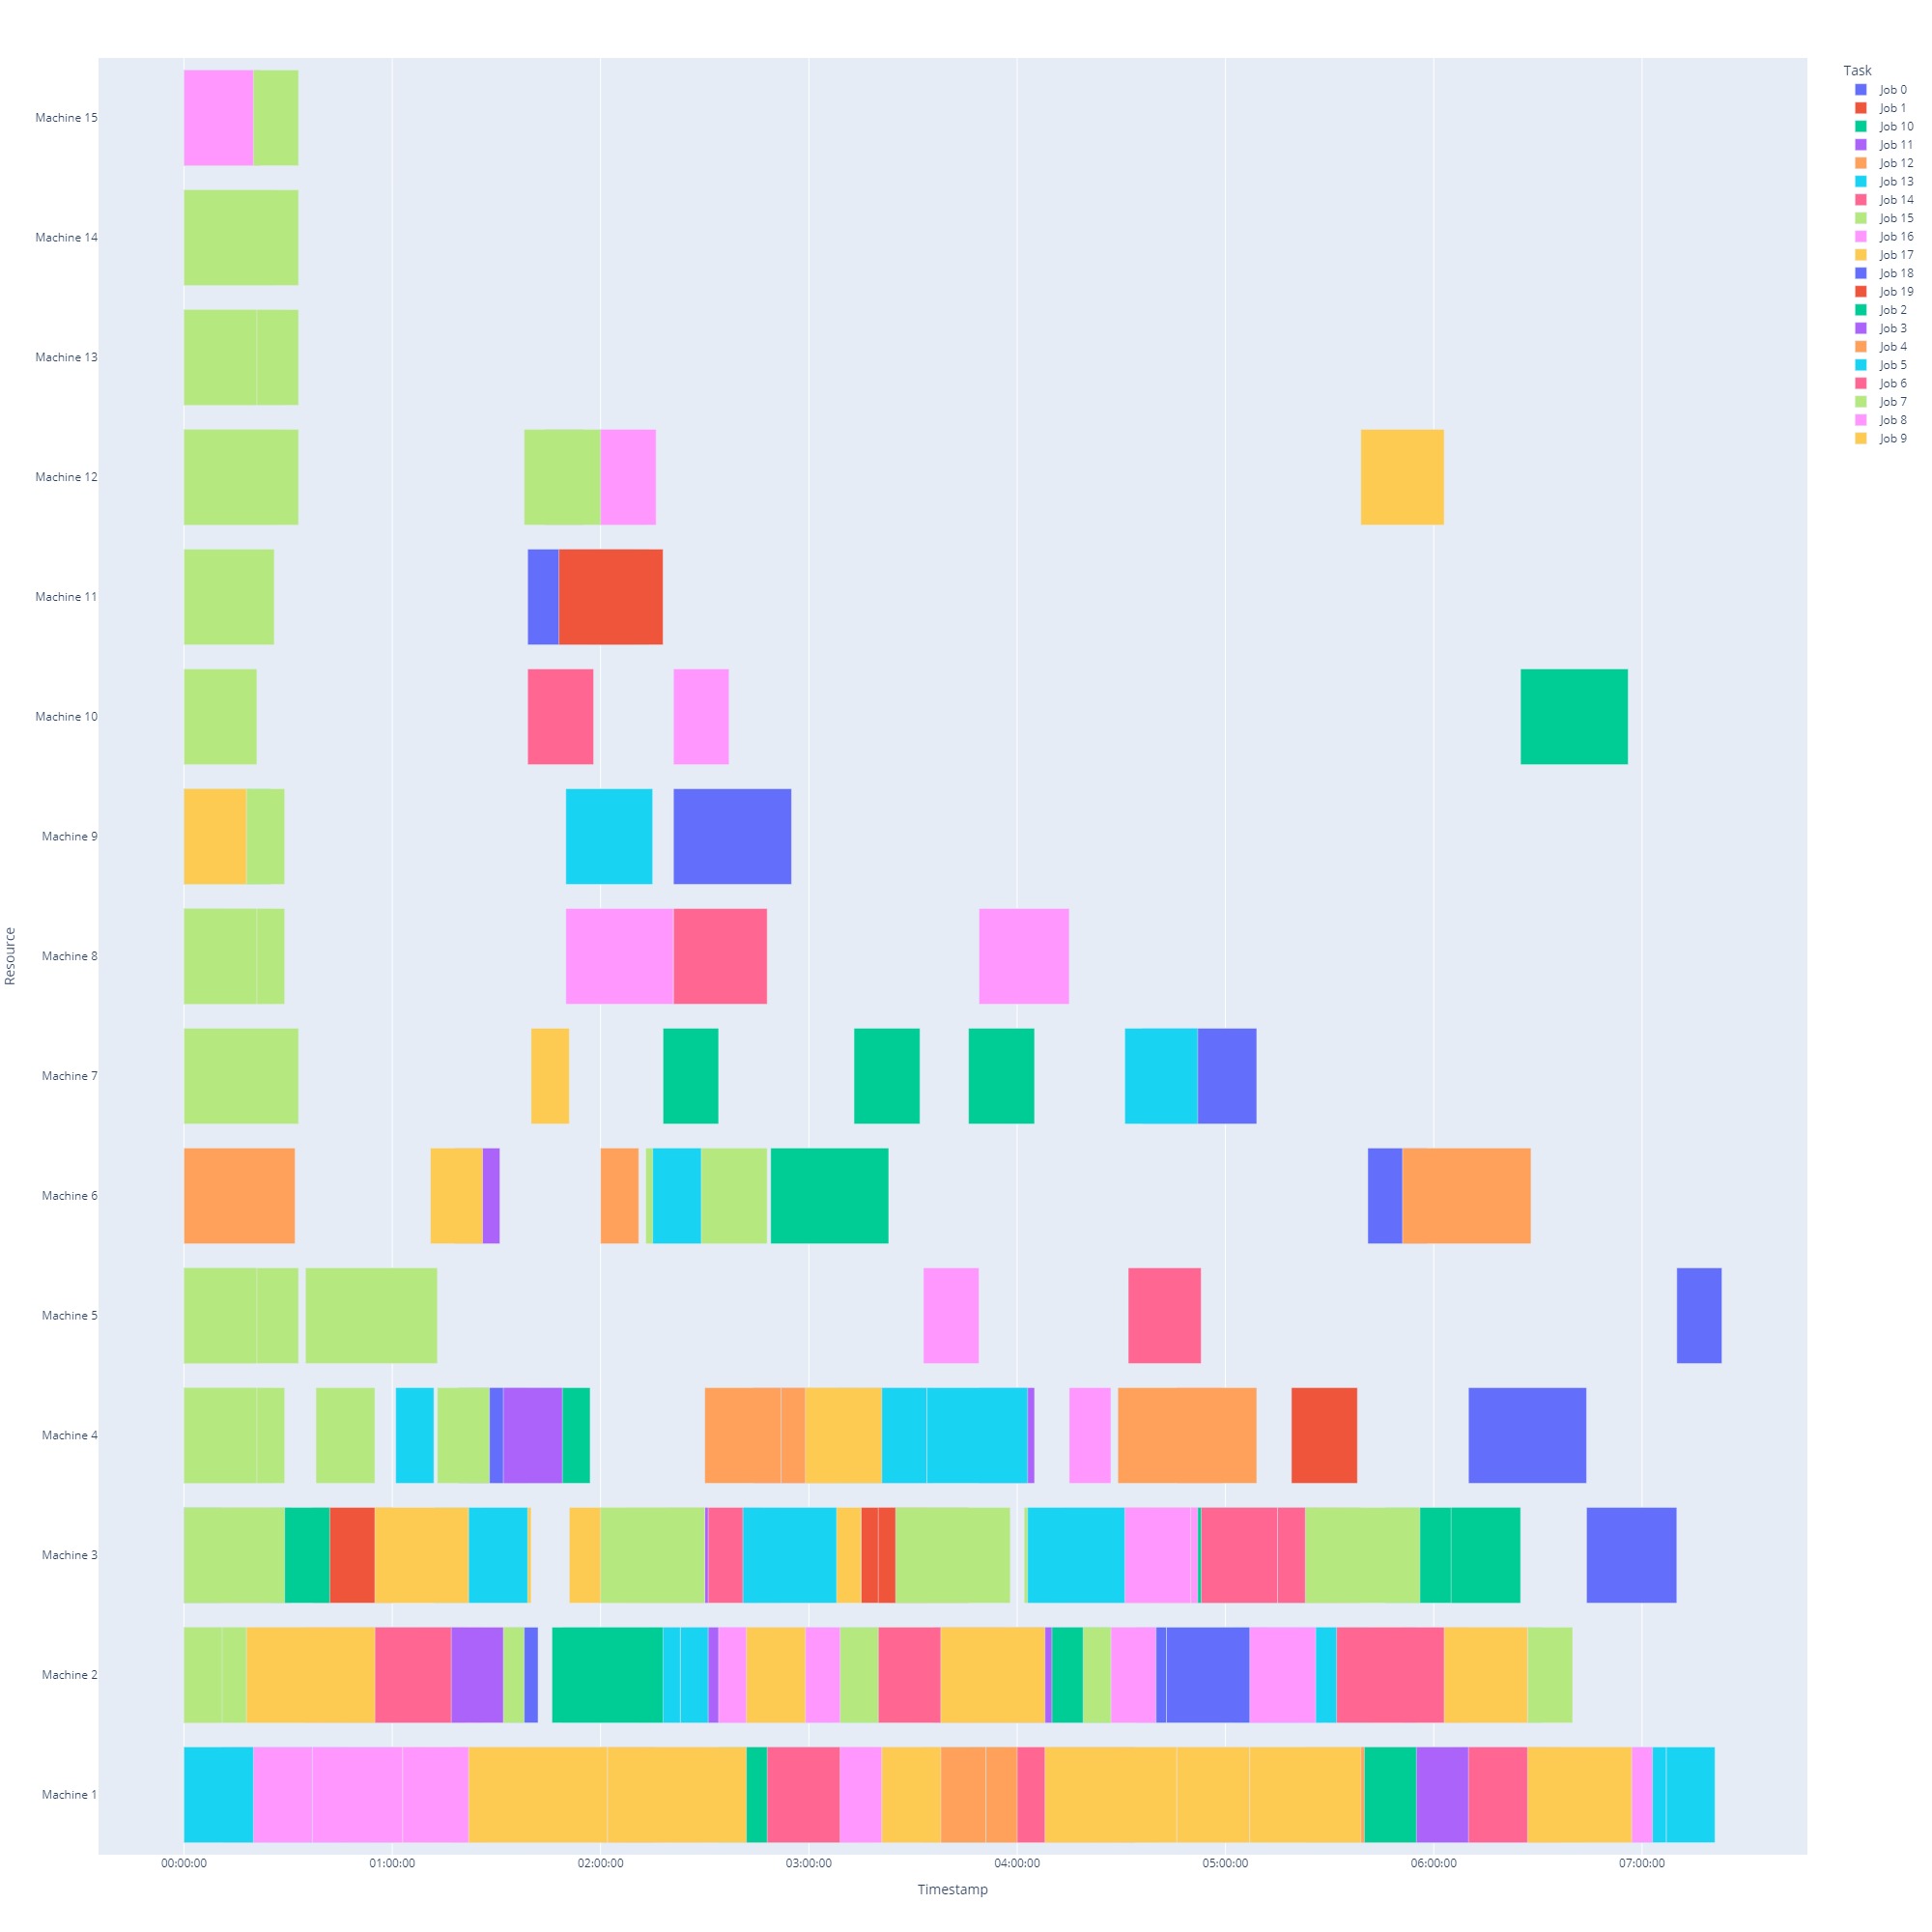 Task
Job 0
Job 1
Job 10
Job 11
Job 12
Job 13
Job 14
Job 15
Job 16
Job 17
Job 18
Job 19
Job 2
Job 3
Job 4
Job 5
Job 6
Job 7
Job 8
Job 9
Machine 15
Machine 14
Machine 13
Machine 12
Machine 11
Machine 10
Machine 9
Machine 8
Machine 7
Machine 6
Machine 5
Machine 4
Machine 3
Machine 2
Machine 1
Resource
00:00:00 01:00:00 02:00:00 03:00:00 04:00:00 05:00:00 06:00:00 07:00:00
Timestamp